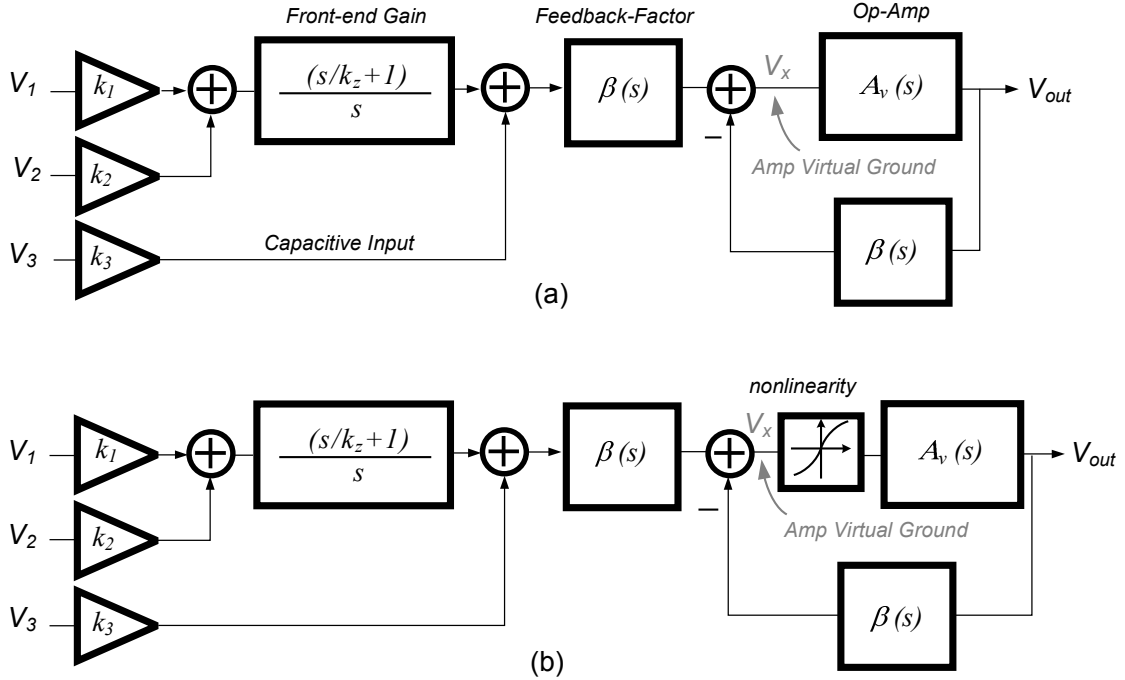 Front-end Gain
Feedback-Factor
Op-Amp
V1
k1
(s/kz+1)
s
β(s)
Vx
Av(s)
Vout
–
Amp Virtual Ground
V2
k2
V3
k3
Capacitive Input
β(s)
(a)
nonlinearity
V1
k1
(s/kz+1)
s
β(s)
Vx
Av(s)
Vout
–
Amp Virtual Ground
V2
k2
V3
k3
β(s)
(b)